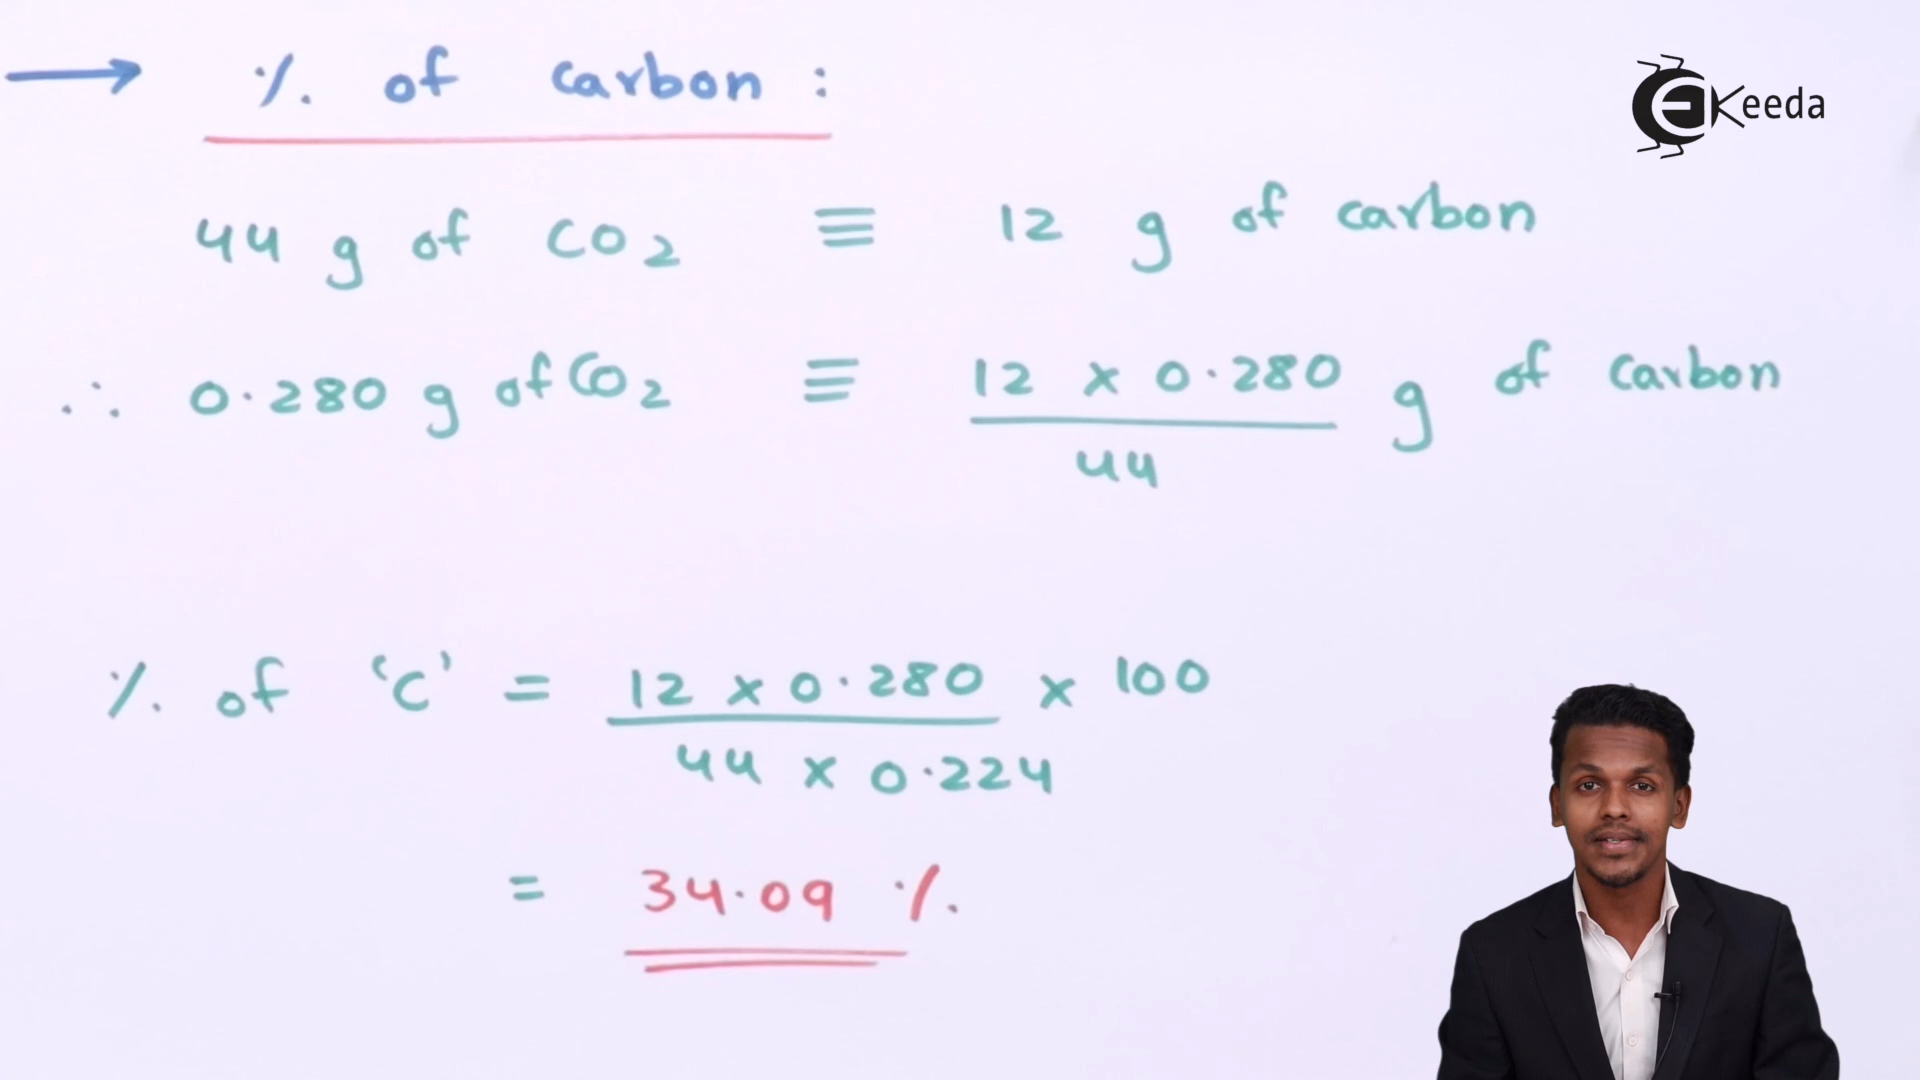 → % of carbon :
EKeeda
44 g of CO₂ ≡ 12 g of carbon
∴ 0.280 g of CO₂ ≡ 12 x 0.280 / 44 g of carbon
% of 'C' = 12 x 0.280 / 44 x 0.224 x 100
= 34.09 %